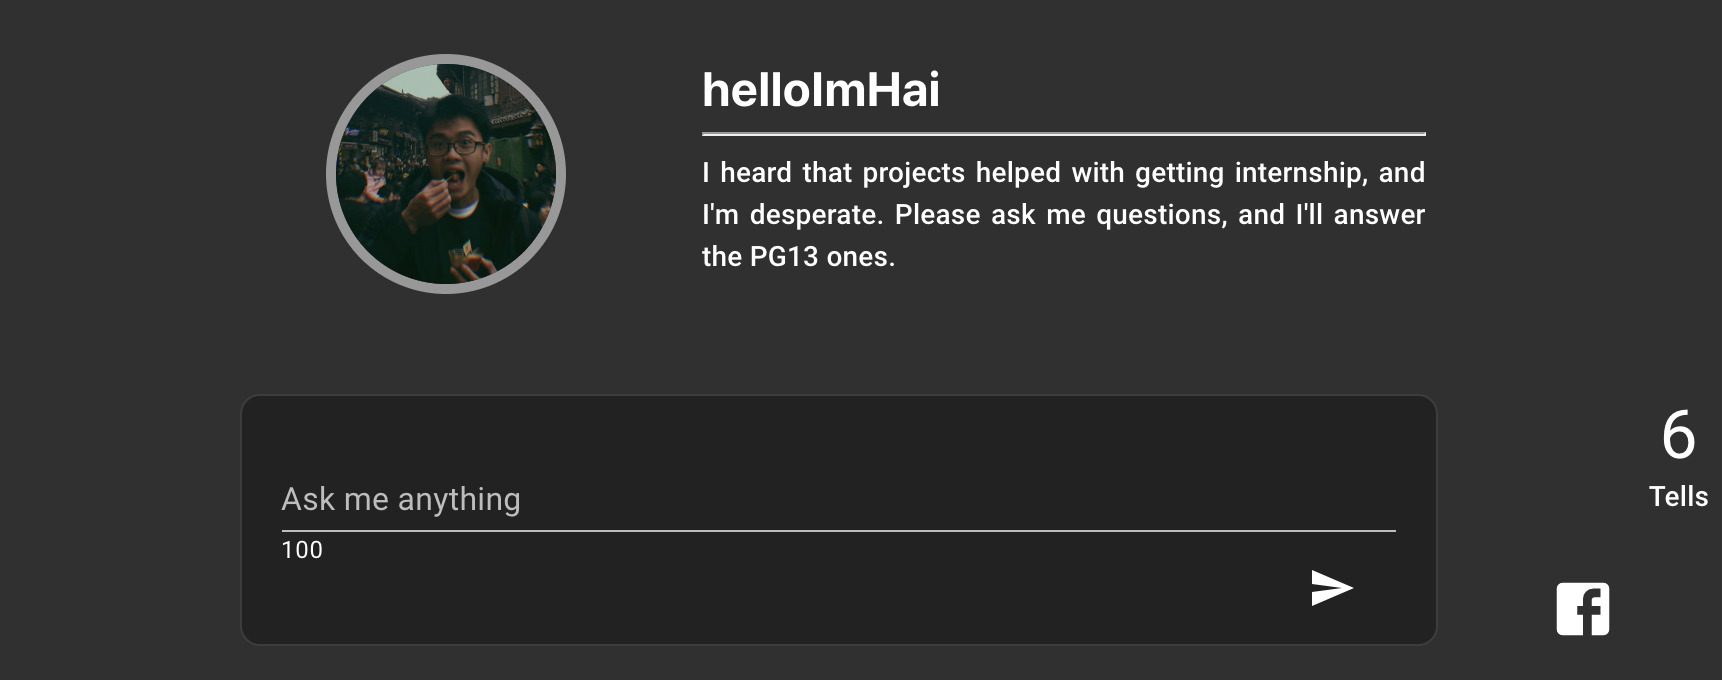 helloImHai
I heard that projects helped with getting internship, and
I'm desperate. Please ask me questions, and I'll answer
the PG13 ones.
Ask me anything
100
6
Tells